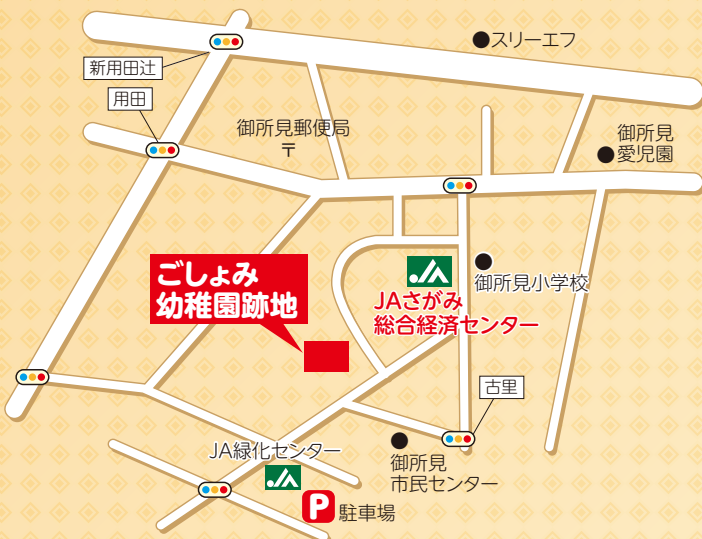 スリーエフ
新用田辻
用田
御所見郵便局
〒
御所見
愛児園
ごしょみ
幼稚園跡地
御所見小学校
JAさがみ
総合経済センター
古里
JA緑化センター
御所見
市民センター
P 駐車場